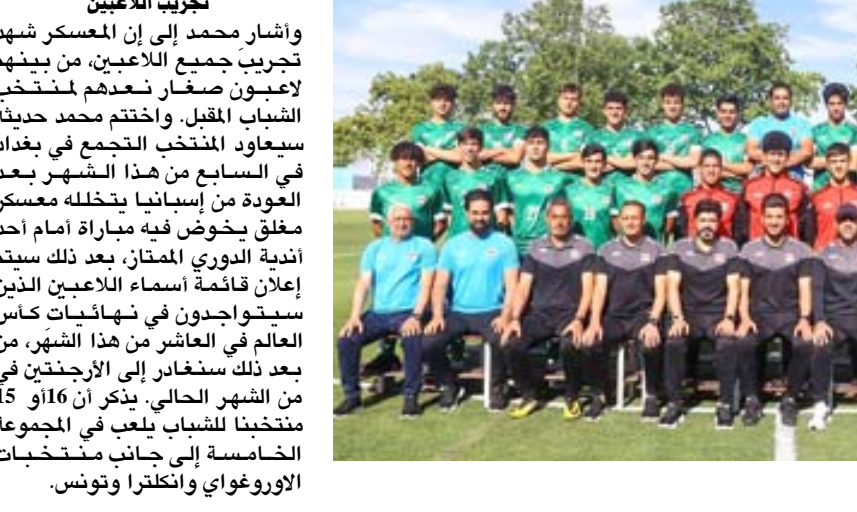 تجريب اللاعبين
وأشار محمد إلى إن المعسكر شهد
تجريبَ جميع اللاعبين، من بينهم
لاعبون صغار نعدهم لمنتخب
الشباب المقبل. واختتم محمد حديثه
سيعاود المنتخب التجمع في بغداد
في السابع من هذا الشهر بعد
العودة من إسبانيا يتخلله معسكر
مغلق يخوض فيه مباراة أمام أحد
أندية الدوري الممتاز، بعد ذلك سيتم
إعلان قائمة أسماء اللاعبين الذين
سيتواجدون في نهائيات كأس
العالم في العاشر من هذا الشهَر، من
بعد ذلك سنغادر إلى الأرجنتين في
15 أو16 من الشهر الحالي. يذكر أن
منتخبنا للشباب يلعب في المجموعة
الخامسة إلى جانب منتخبات
الاوروغواي وانكلترا وتونس.